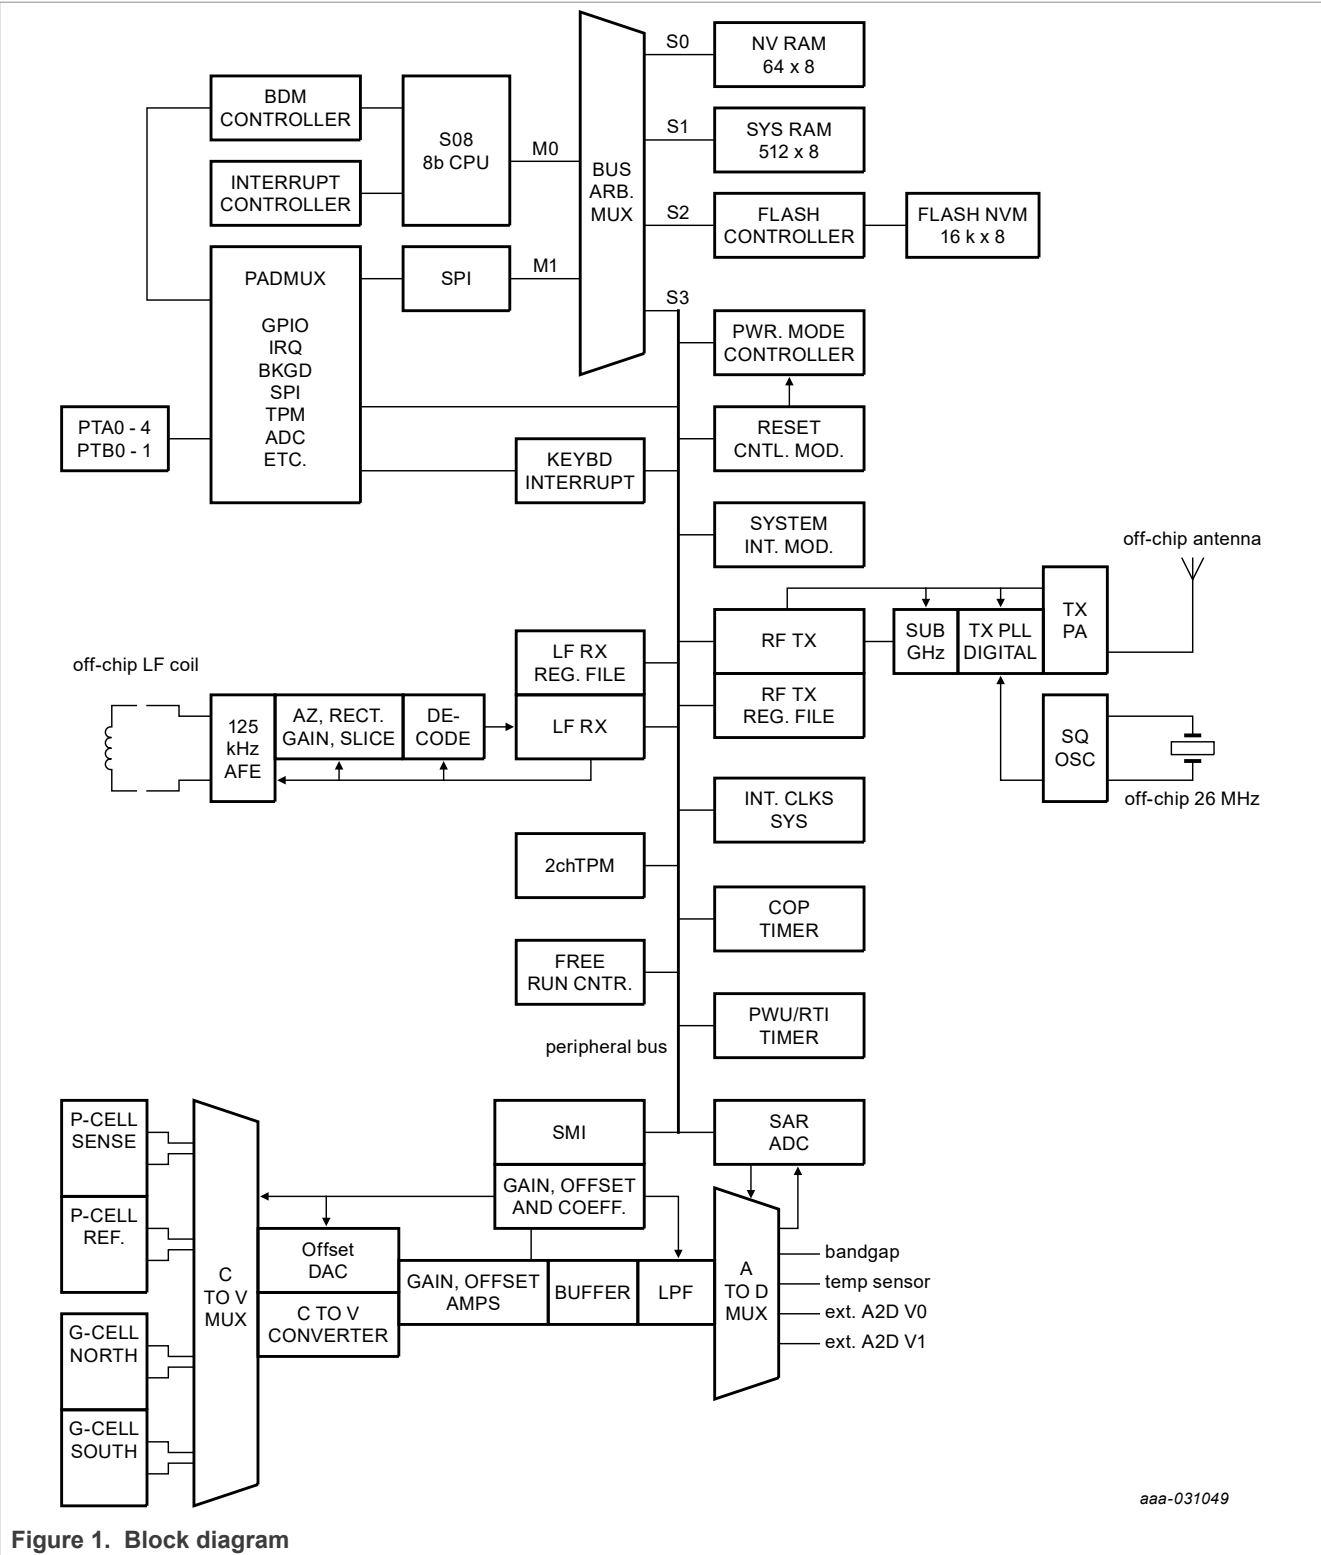 S0
NV RAM
64 x 8
BDM
CONTROLLER
S08
8b CPU
M0
BUS
ARB.
MUX
S1
SYS RAM
512 x 8
INTERRUPT
CONTROLLER
S2
FLASH
CONTROLLER
FLASH NVM
16 k x 8
PADMUX
GPIO
IRQ
BKGD
SPI
TPM
ADC
ETC.
SPI
M1
S3
PWR. MODE
CONTROLLER
PTA0 - 4
PTB0 - 1
RESET
CNTL. MOD.
KEYBD
INTERRUPT
SYSTEM
INT. MOD.
off-chip antenna
RF TX
SUB
GHz
TX PLL
DIGITAL
TX
PA
LF RX
REG. FILE
off-chip LF coil
RF TX
REG. FILE
125
kHz
AFE
AZ, RECT.
GAIN, SLICE
DE-
CODE
LF RX
SQ
OSC
off-chip 26 MHz
INT. CLKS
SYS
2chTPM
COP
TIMER
FREE
RUN CNTR.
PWU/RTI
TIMER
peripheral bus
P-CELL
SENSE
SMI
SAR
ADC
GAIN, OFFSET
AND COEFF.
P-CELL
REF.
C
TO V
MUX
Offset
DAC
C TO V
CONVERTER
GAIN, OFFSET
AMPS
BUFFER
LPF
A
TO D
MUX
bandgap
temp sensor
ext. A2D V0
ext. A2D V1
G-CELL
NORTH
G-CELL
SOUTH
aaa-031049
Figure 1. Block diagram